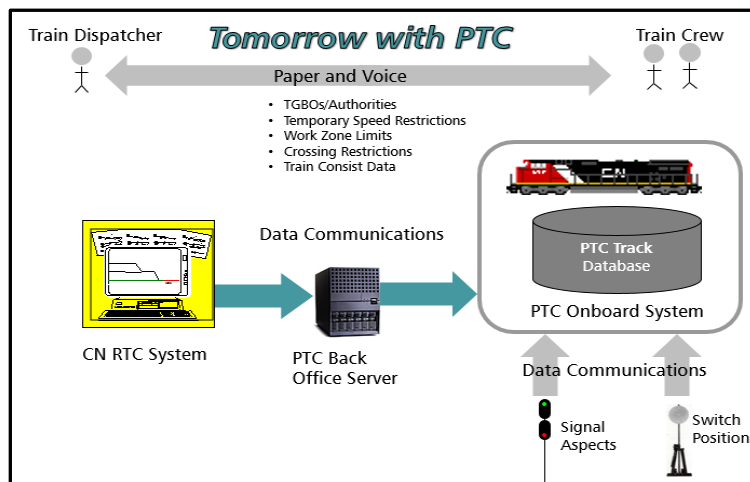 Tomorrow with PTC
Train Dispatcher
Train Crew
Paper and Voice
• TGBOs/Authorities
• Temporary Speed Restrictions
• Work Zone Limits
• Crossing Restrictions
• Train Consist Data
CN
Data Communications
PTC Track
Database
PTC Onboard System
CN RTC System
PTC Back
Office Server
Data Communications
Signal
Aspects
Switch
Position